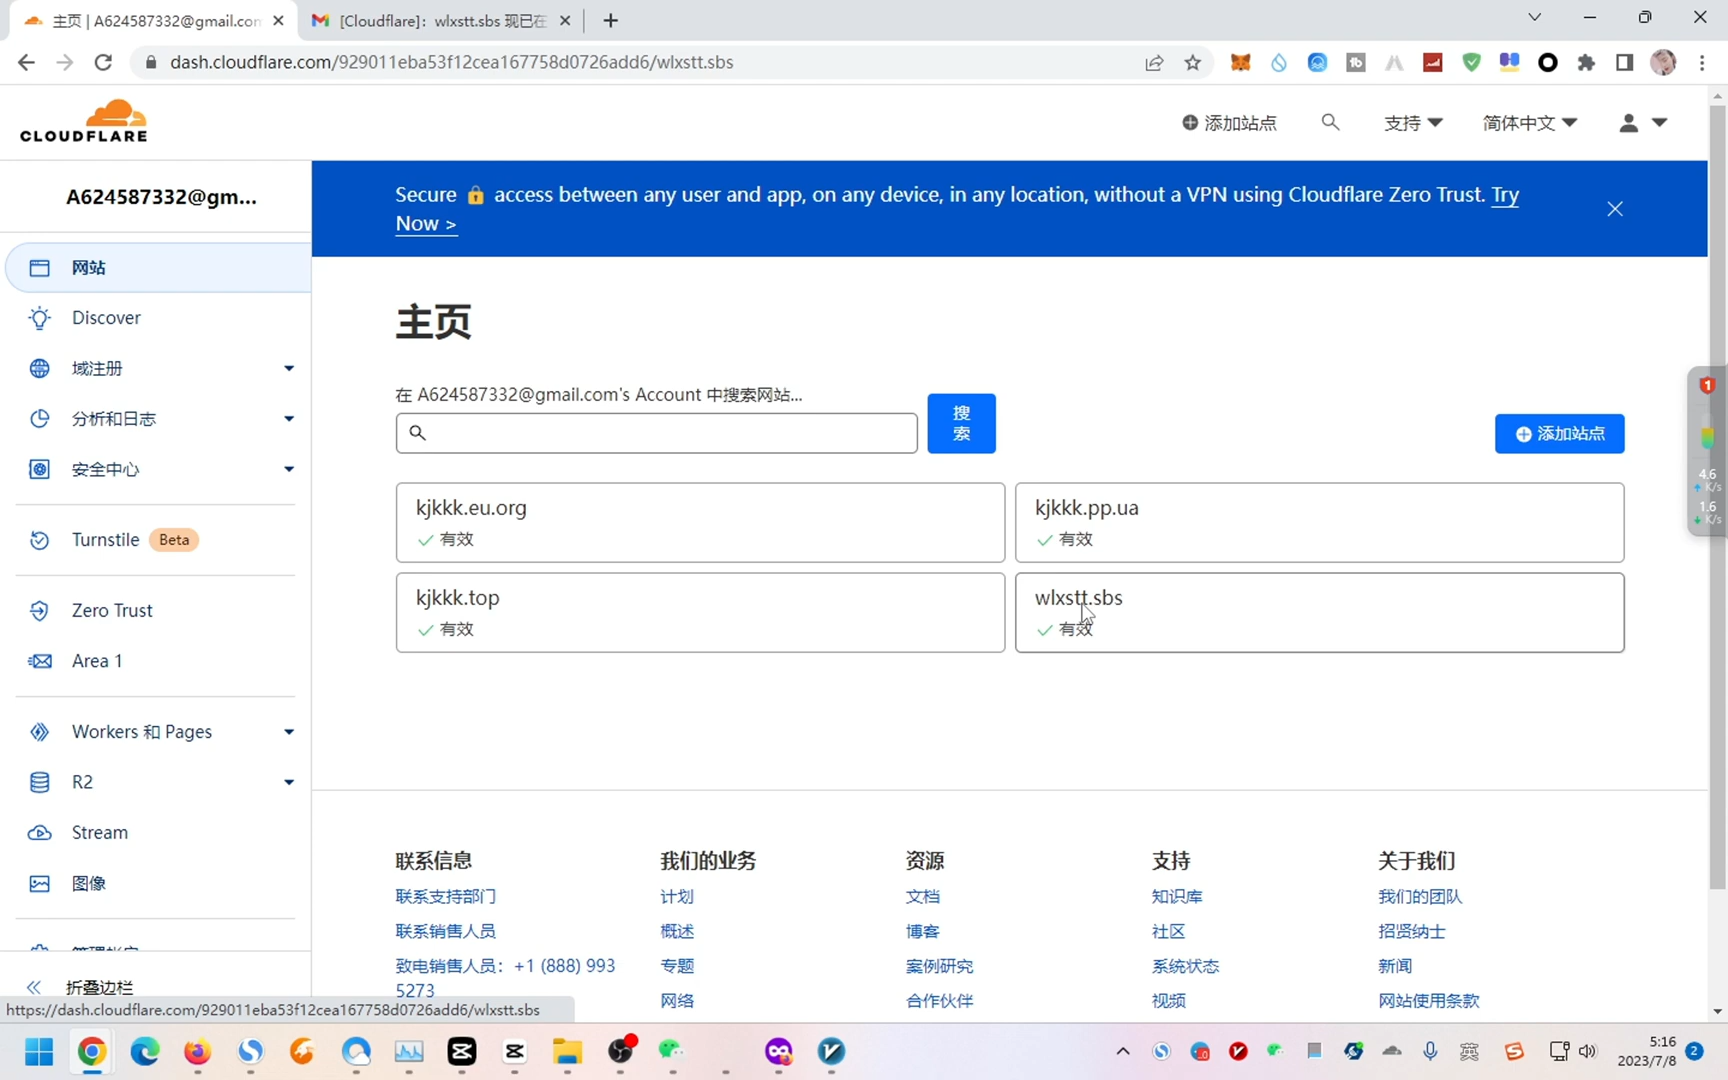 主页 | A624587332@gmail.con
[Cloudflare]：wlxstt.sbs 现已在
dash.cloudflare.com/929011eba53f12cea167758d0726add6/wlxstt.sbs
CLOUDFLARE
添加站点
支持
简体中文
A624587332@gm...
Secure 🔒 access between any user and app, on any device, in any location, without a VPN using Cloudflare Zero Trust. Try
Now >
网站
Discover
域注册
分析和日志
安全中心
Turnstile Beta
Zero Trust
Area 1
Workers 和 Pages
R2
Stream
图像
折叠边栏
主页
在 A624587332@gmail.com's Account 中搜索网站...
搜
索
添加站点
kjkkk.eu.org
有效
kjkkk.pp.ua
有效
kjkkk.top
有效
wlxstt.sbs
有效
1
4.6
K/s
1.6
K/s
联系信息
联系支持部门
联系销售人员
致电销售人员：+1 (888) 993
5273
我们的业务
计划
概述
专题
网络
资源
文档
博客
案例研究
合作伙伴
支持
知识库
社区
系统状态
视频
关于我们
我们的团队
招贤纳士
新闻
网站使用条款
https://dash.cloudflare.com/929011eba53f12cea167758d0726add6/wlxstt.sbs
英
5:16
2023/7/8
2